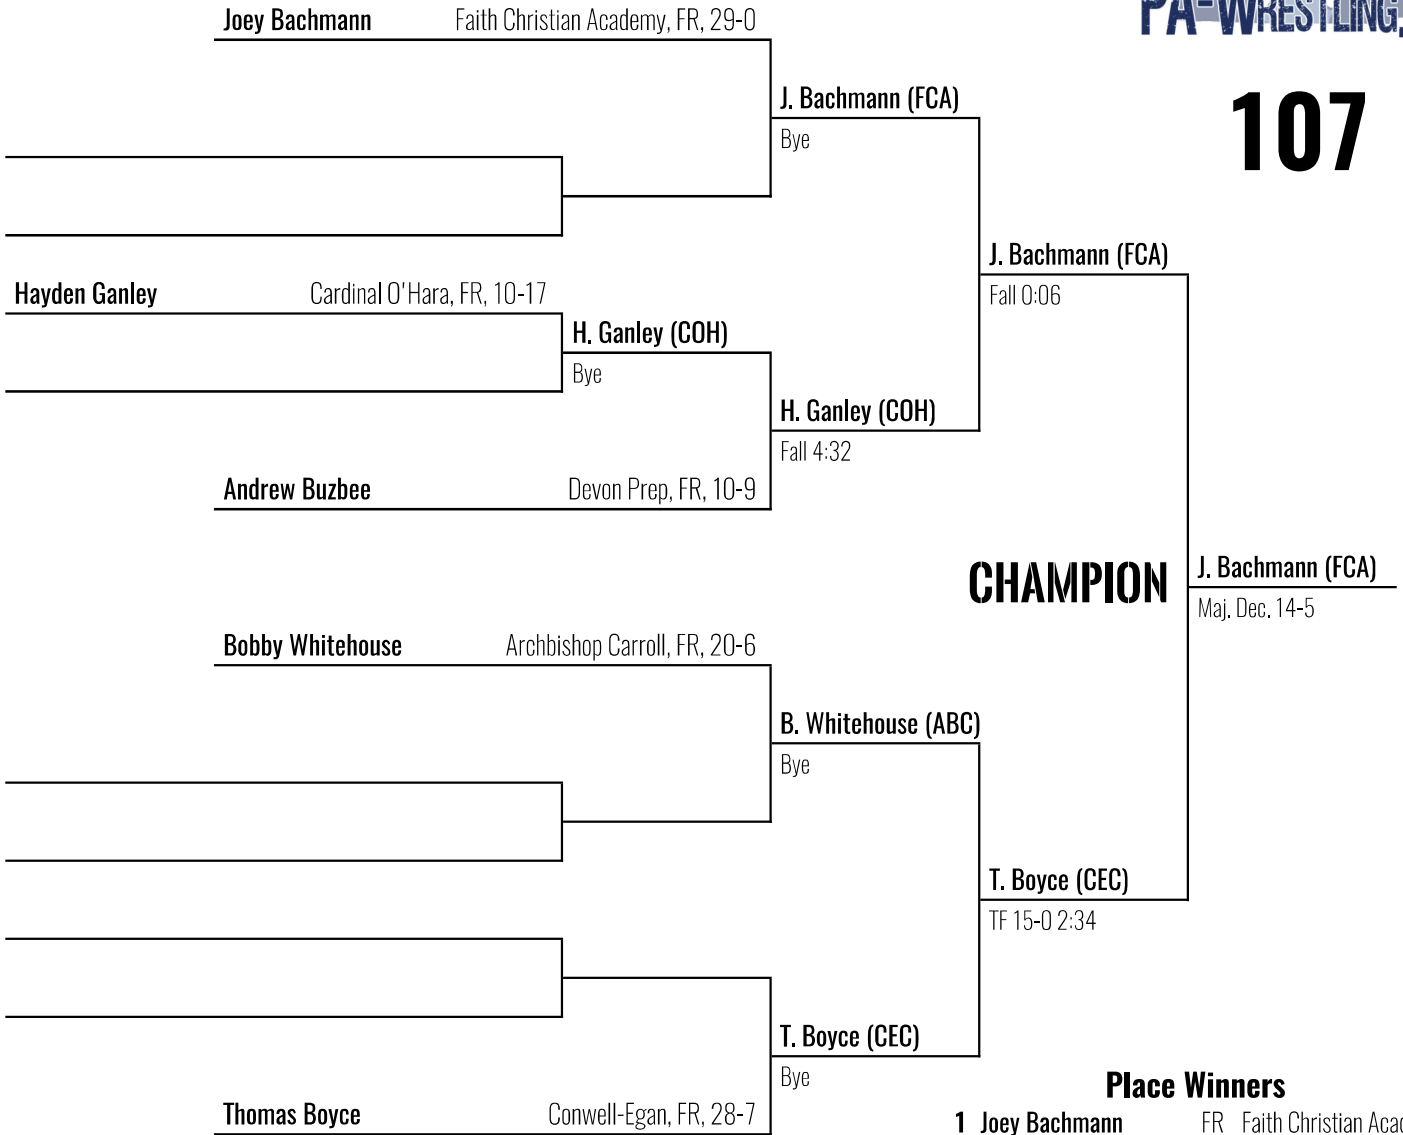 Joey Bachmann Faith Christian Academy, FR, 29-0
PA-WRESTLING
J. Bachmann (FCA)
107
Bye
J. Bachmann (FCA)
Hayden Ganley Cardinal O'Hara, FR, 10-17
Fall 0:06
H. Ganley (COH)
Bye
H. Ganley (COH)
Fall 4:32
Andrew Buzbee Devon Prep, FR, 10-9
CHAMPION
J. Bachmann (FCA)
Maj. Dec. 14-5
Bobby Whitehouse Archbishop Carroll, FR, 20-6
B. Whitehouse (ABC)
Bye
T. Boyce (CEC)
TF 15-0 2:34
T. Boyce (CEC)
Bye
Place Winners
Thomas Boyce Conwell-Egan, FR, 28-7
1 Joey Bachmann FR Faith Christian Acad